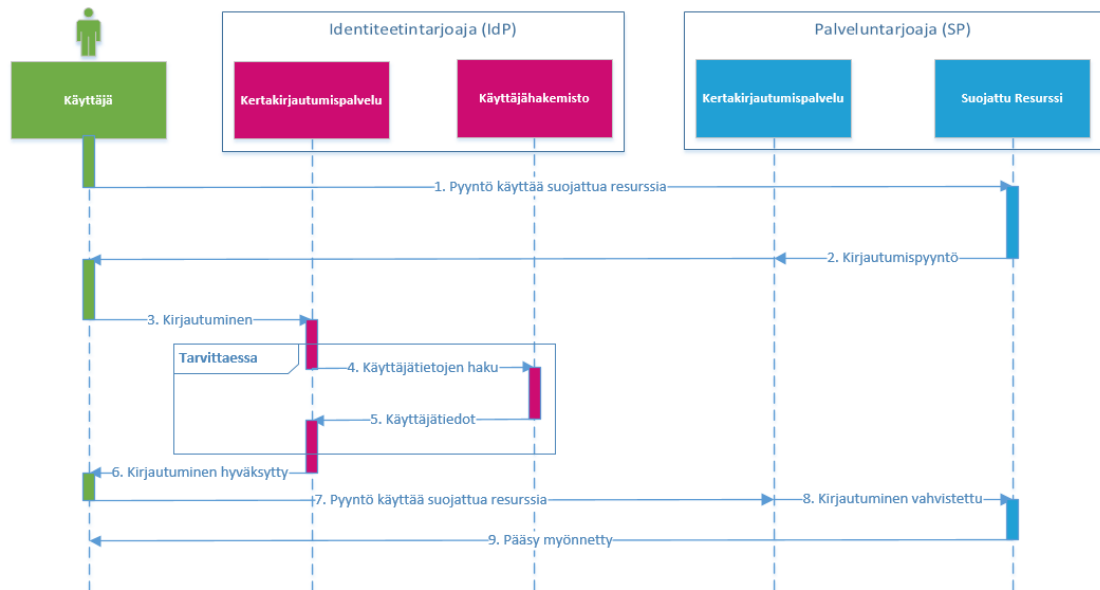 Identiteetintarjoaja (IdP)
Palveluntarjoaja (SP)
Käyttäjä
Kertakirjautumispalvelu
Käyttäjähakemisto
Kertakirjautumispalvelu
Suojattu Resurssi
1. Pyyntö käyttää suojattua resurssia
2. Kirjautumispyyntö
3. Kirjautuminen
Tarvittaessa
4. Käyttäjätietojen haku
5. Käyttäjätiedot
6. Kirjautuminen hyväksytty
7. Pyyntö käyttää suojattua resurssia
8. Kirjautuminen vahvistettu
9. Pääsy myönnetty